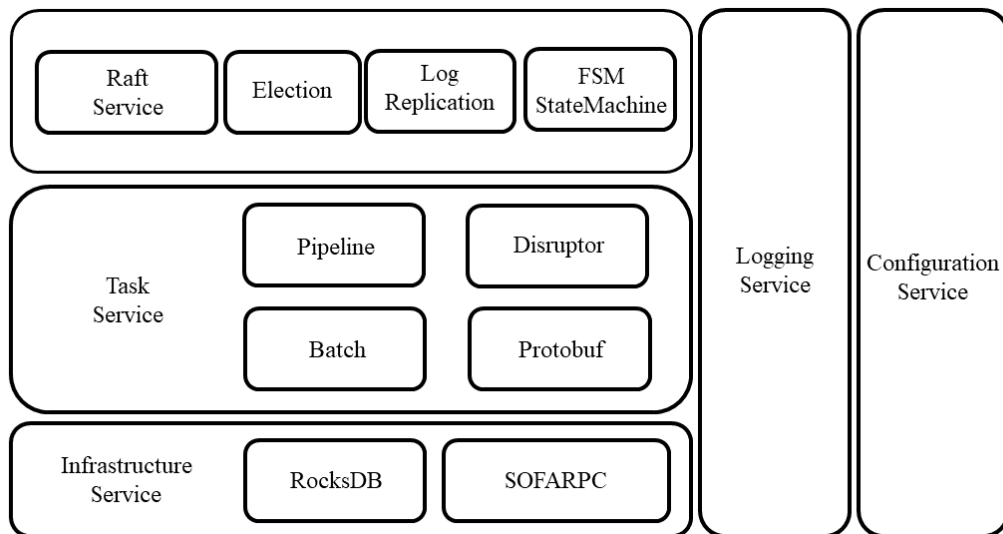 Raft
Service
Election
Log
Replication
FSM
StateMachine
Task
Service
Pipeline
Disruptor
Batch
Protobuf
Infrastructure
Service
RocksDB
SOFARPC
Logging
Service
Configuration
Service